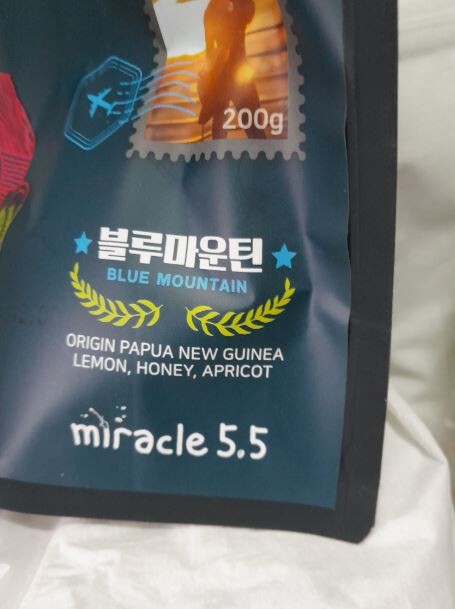 200g
블루마운틴
BLUE MOUNTAIN
ORIGIN PAPUA NEW GUINEA
LEMON, HONEY, APRICOT
miracle 5.5